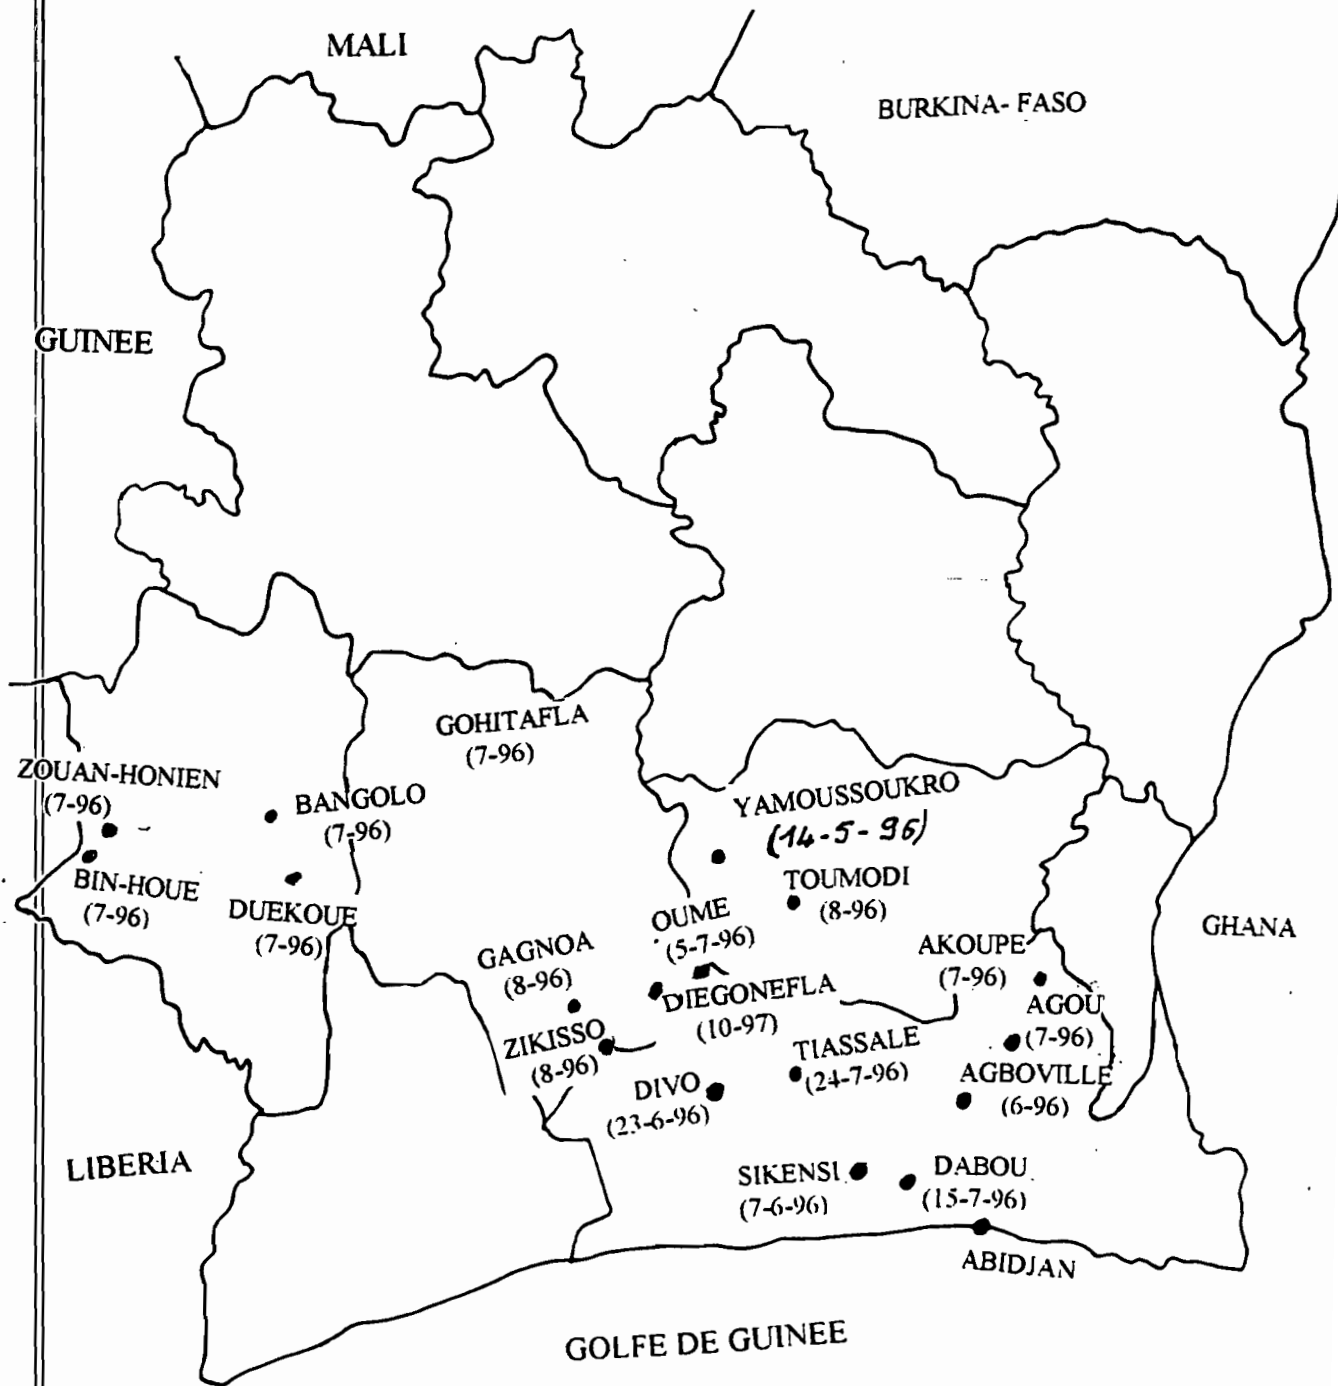 MALI
BURKINA- FASO
GUINEE
GOHITAFLA
(7-96)
ZOUAN-HONIEN
(7-96)
BANGOLO
(7-96)
YAMOUSSOUKRO
(14-5-96)
BIN-HOUE
(7-96)
DUEKOUE
(7-96)
TOUMODI
(8-96)
OUME
(5-7-96)
GHANA
GAGNOA
(8-96)
AKOUPE
(7-96)
DIEGONEFLA
(10-97)
AGOU
(7-96)
ZIKISSO
(8-96)
TIASSALE
(24-7-96)
DIVO
(23-6-96)
AGBOVILLE
(6-96)
LIBERIA
SIKENSI
(7-6-96)
DABOU
(15-7-96)
ABIDJAN
GOLFE DE GUINEE